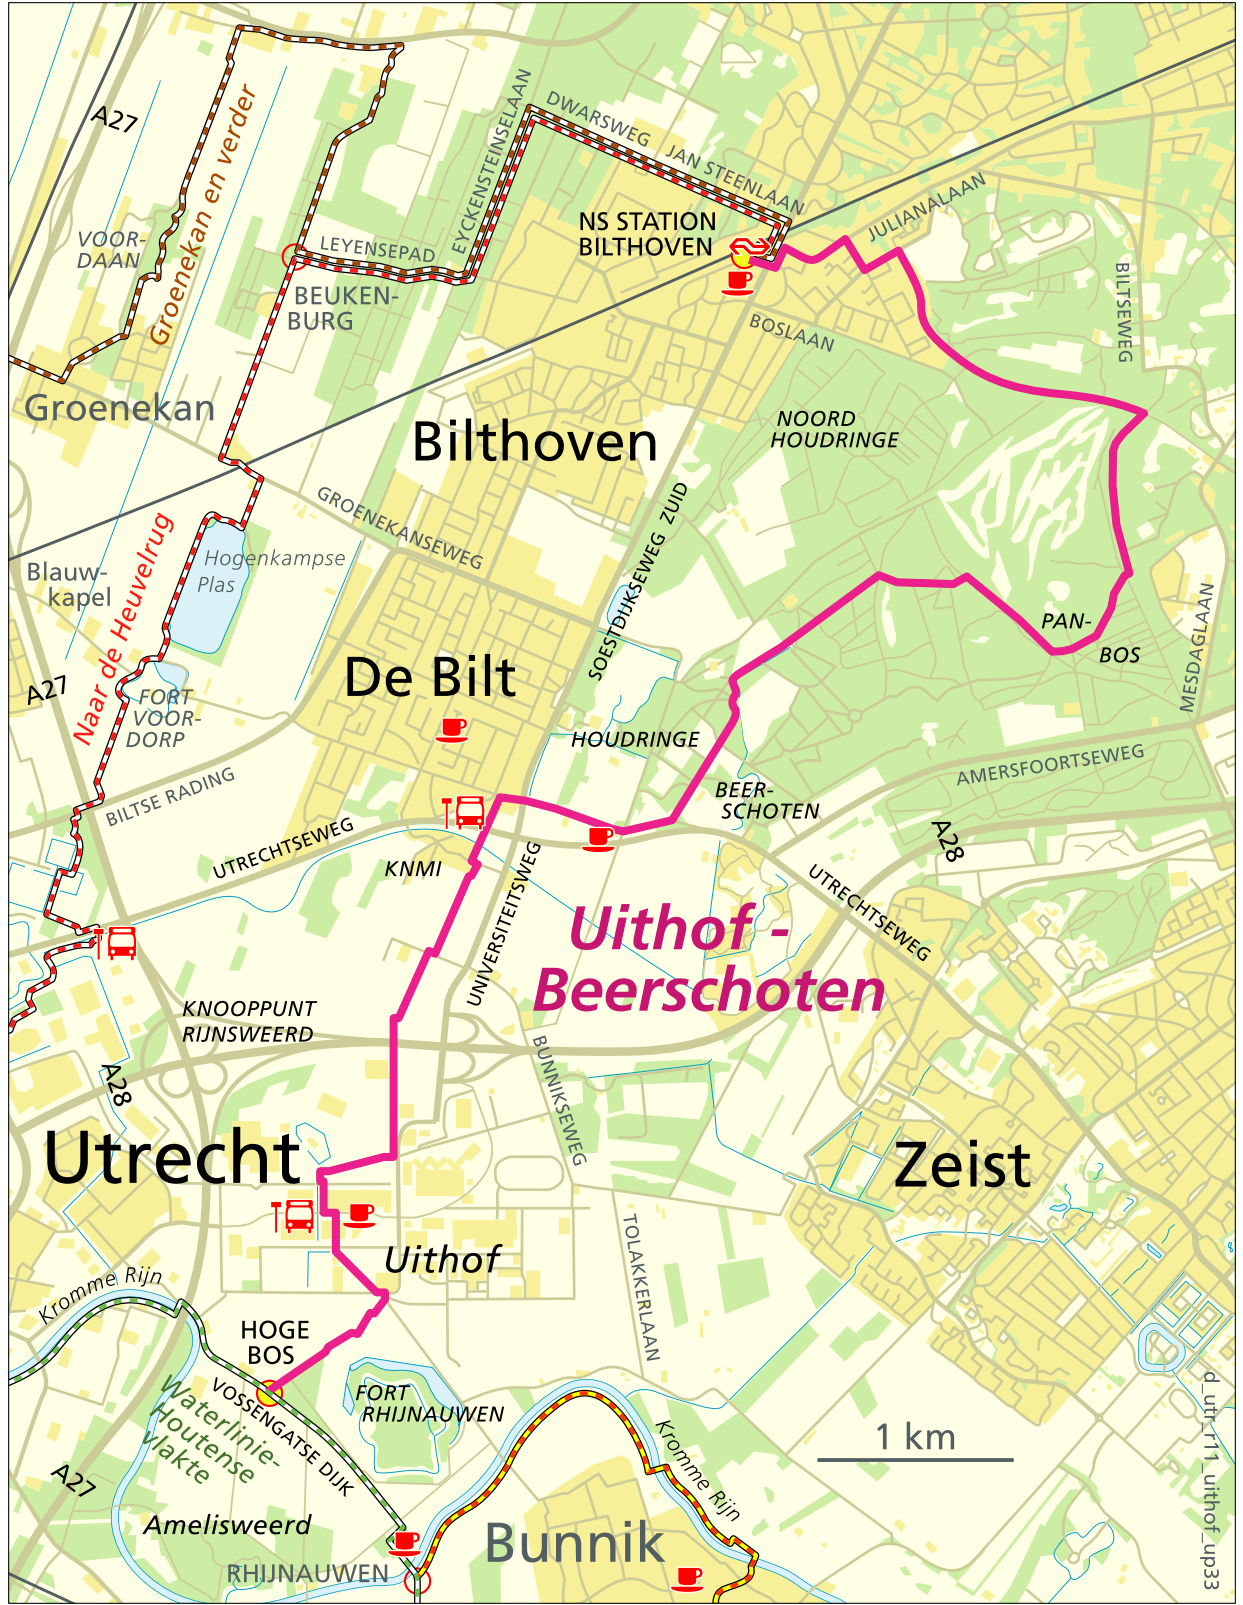 A27
Groenekan en verder
EYCKENSTEINSELAAN
DWARSWEG
JAN STEENLAAN
JULIANALAAN
VOOR-
DAAN
LEYENSEPAD
NS STATION
BILTHOVEN
BEUKEN-
BURG
BILTSEWEG
BOSLAAN
Groenekan
Bilthoven
NOORD
HOUDRINGE
GROENEKANSEWEG
SOESTDIJKSEWEG ZUID
Hogenkampse
Plas
Blauw-
kapel
Naar de Heuvelrug
A27
De Bilt
PAN-
BOS
MESDAGLAAN
FORT
VOOR-
DORP
HOUDRINGE
AMERSFOORTSEWEG
BILTSE RADING
BEER-
SCHOTEN
UTRECHTSEWEG
A28
KNMI
UNIVERSITEITSWEG
UTRECHTSEWEG
Uithof -
Beerschoten
KNOOPPUNT
RIJNSWEERD
BUNNIKSEWEG
A28
Utrecht
Zeist
Uithof
TOLAKKERLAAN
Kromme Rijn
HOGE
BOS
VOSSENGATSE DIJK
FORT
RHIJNAUWEN
Waterlinie-
Houtense
vlakte
Kromme Rijn
1 km
A27
Amelisweerd
Bunnik
RHIJNAUWEN
d_utr_r11_uithof_up33